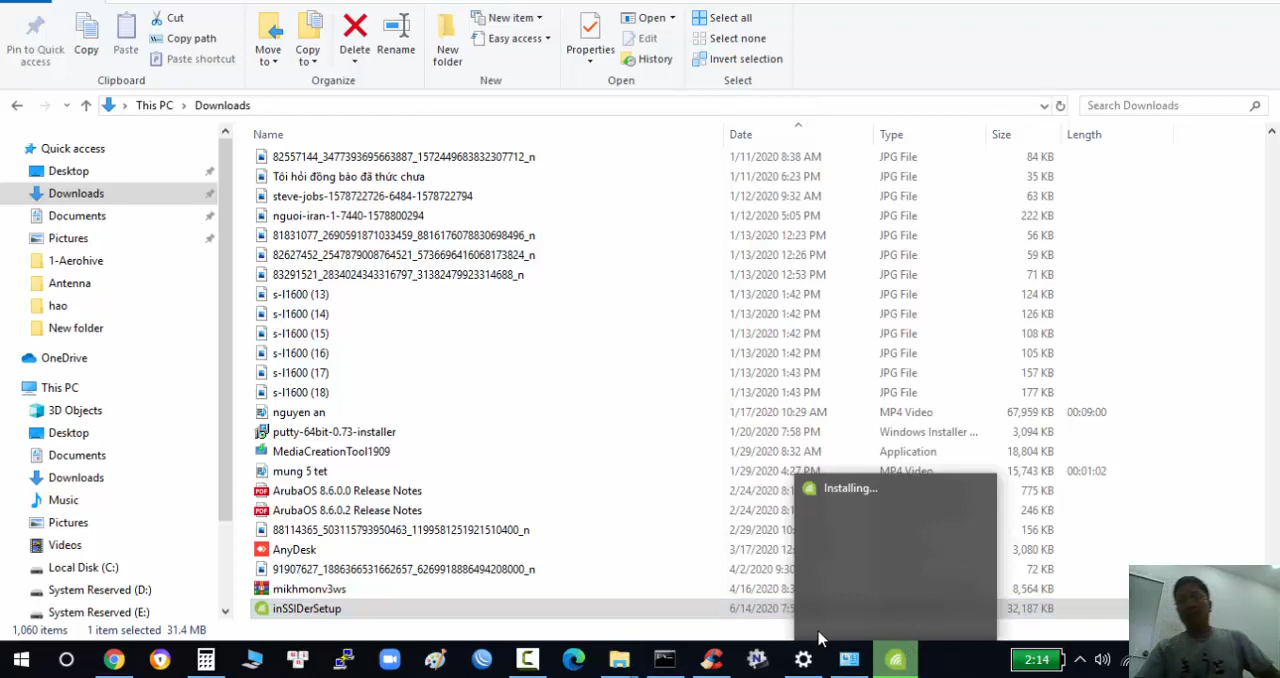 Cut
Copy path
Paste shortcut
Pin to Quick
access
Copy
Paste
Clipboard
Move
to
Copy
to
Delete
Rename
Organize
New item
Easy access
New
folder
New
Properties
Open
Edit
History
Open
Select all
Select none
Invert selection
Select
This PC > Downloads
Search Downloads
Name Date Type Size Length
Quick access
Desktop
Downloads
Documents
Pictures
1-Aerohive
Antenna
hao
New folder
OneDrive
This PC
3D Objects
Desktop
Documents
Downloads
Music
Pictures
Videos
Local Disk (C:)
System Reserved (D:)
System Reserved (E:)
82557144_3477393695663887_1572449683832307712_n 1/11/2020 8:38 AM JPG File 84 KB
Tôi hỏi đồng bào đã thức chưa 1/11/2020 6:23 PM JPG File 35 KB
steve-jobs-1578722726-6484-1578722794 1/12/2020 9:32 AM JPG File 63 KB
nguoi-iran-1-7440-1578800294 1/12/2020 5:05 PM JPG File 222 KB
81831077_2690591871033459_8816176078830698496_n 1/13/2020 12:23 PM JPG File 56 KB
82627452_2547879008764521_5736696416068173824_n 1/13/2020 12:26 PM JPG File 59 KB
83291521_2834024343316797_31382479923314688_n 1/13/2020 12:53 PM JPG File 71 KB
s-l1600 (13) 1/13/2020 1:42 PM JPG File 124 KB
s-l1600 (14) 1/13/2020 1:42 PM JPG File 126 KB
s-l1600 (15) 1/13/2020 1:42 PM JPG File 108 KB
s-l1600 (16) 1/13/2020 1:42 PM JPG File 105 KB
s-l1600 (17) 1/13/2020 1:43 PM JPG File 157 KB
s-l1600 (18) 1/13/2020 1:43 PM JPG File 177 KB
nguyen an 1/17/2020 10:29 AM MP4 Video 67,959 KB 00:09:00
putty-64bit-0.73-installer 1/20/2020 7:58 PM Windows Installer ... 3,094 KB
MediaCreationTool1909 1/29/2020 8:32 AM Application 18,804 KB
mung 5 tet 1/29/2020 4:27 PM MP4 Video 15,743 KB 00:01:02
ArubaOS 8.6.0.0 Release Notes 2/24/2020 8:1 775 KB
ArubaOS 8.6.0.2 Release Notes 2/24/2020 8:1 246 KB
88114365_503115793950463_1199581251921510400_n 2/29/2020 10: 156 KB
AnyDesk 3/17/2020 12: 3,080 KB
91907627_1886366531662657_6269918886494208000_n 4/2/2020 9:30 72 KB
mikhmonv3ws 4/16/2020 8:3 8,564 KB
inSSIDerSetup 6/14/2020 7:5 32,187 KB
Installing...
1,060 items 1 item selected 31.4 MB
2:14